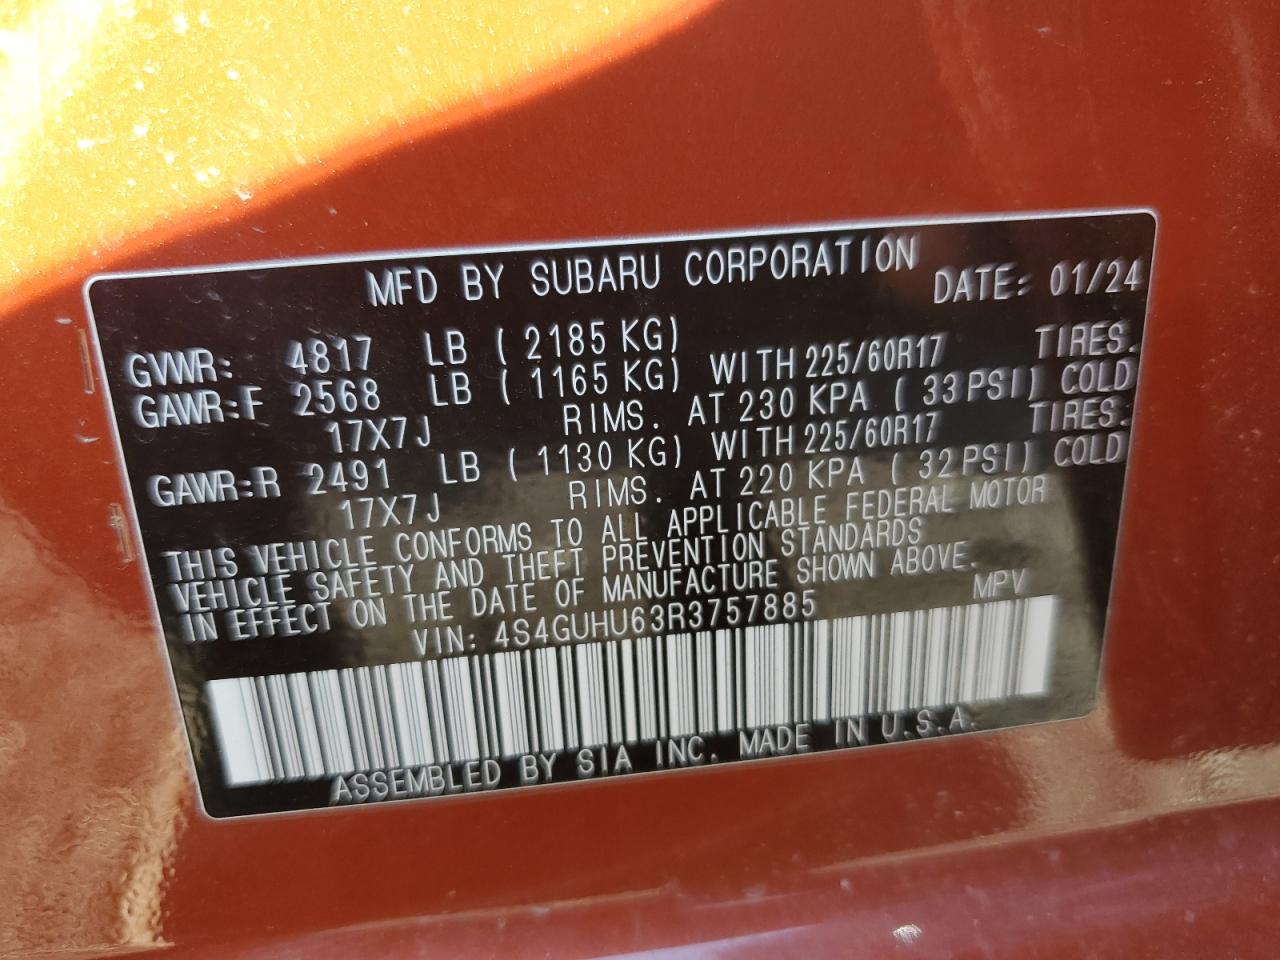 MFD BY SUBARU CORPORATION DATE: 01/24
GVWR: 4817 LB ( 2185 KG)
GAWR:F 2568 LB ( 1165 KG) WITH 225/60R17 TIRES.
17X7J RIMS. AT 230 KPA ( 33 PSI) COLD
GAWR:R 2491 LB ( 1130 KG) WITH 225/60R17 TIRES.
17X7J RIMS. AT 220 KPA ( 32 PSI) COLD
THIS VEHICLE CONFORMS TO ALL APPLICABLE FEDERAL MOTOR
VEHICLE SAFETY AND THEFT PREVENTION STANDARDS
IN EFFECT ON THE DATE OF MANUFACTURE SHOWN ABOVE.
VIN: 4S4GUHU63R3757885 MPV
ASSEMBLED BY SIA INC. MADE IN U.S.A.